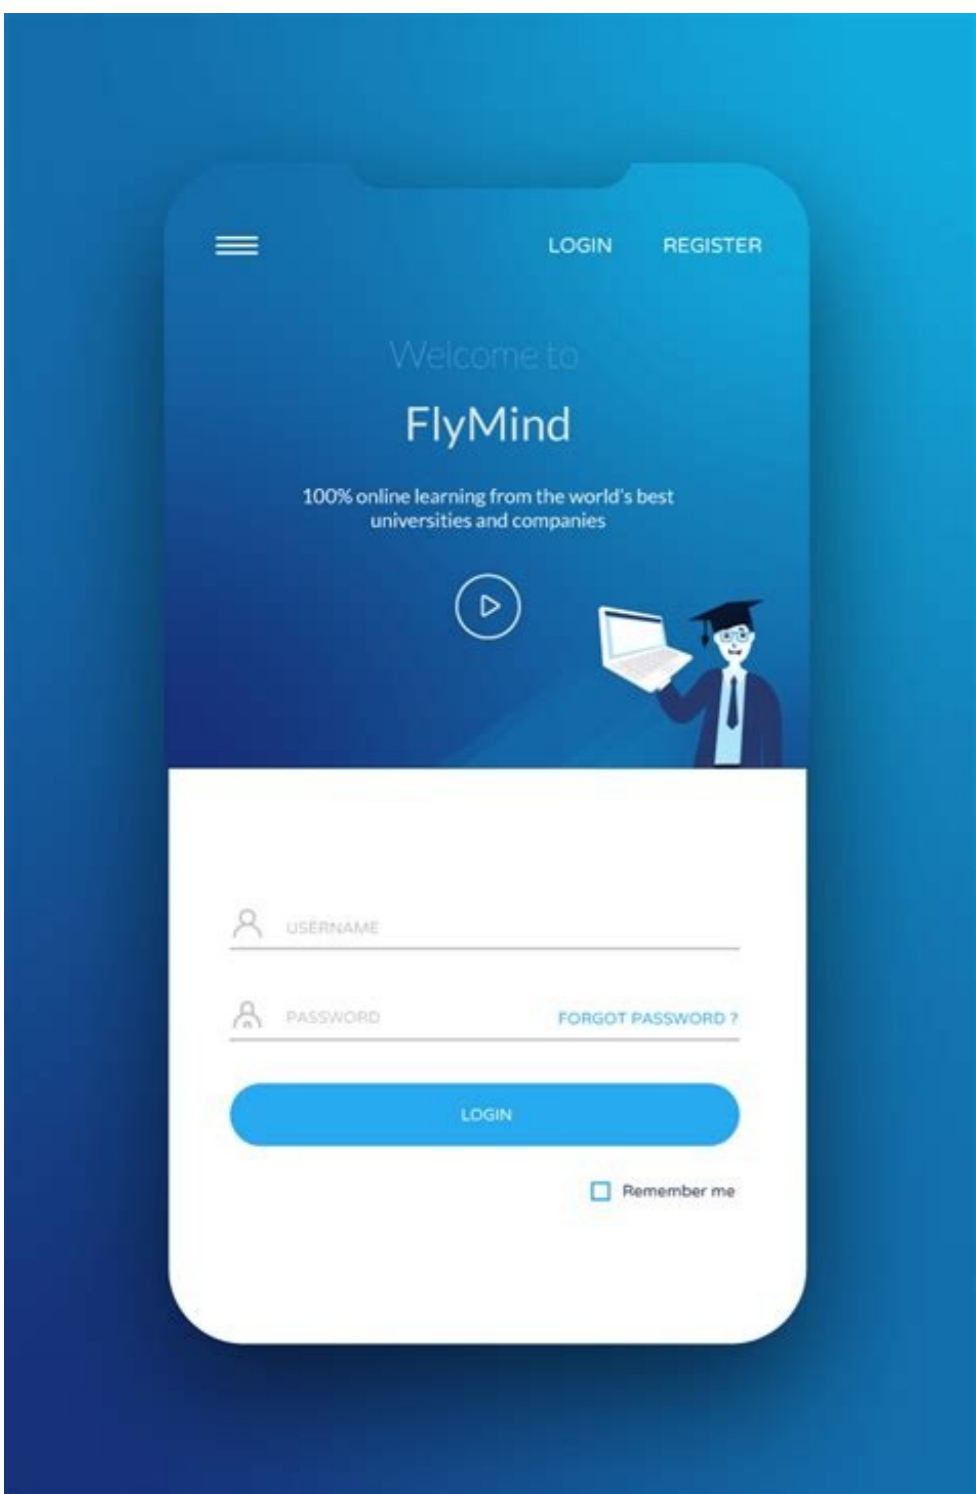 LOGIN REGISTER
Welcome to
FlyMind
100% online learning from the world's best
universities and companies
USERNAME
PASSWORD FORGOT PASSWORD ?
LOGIN
Remember me